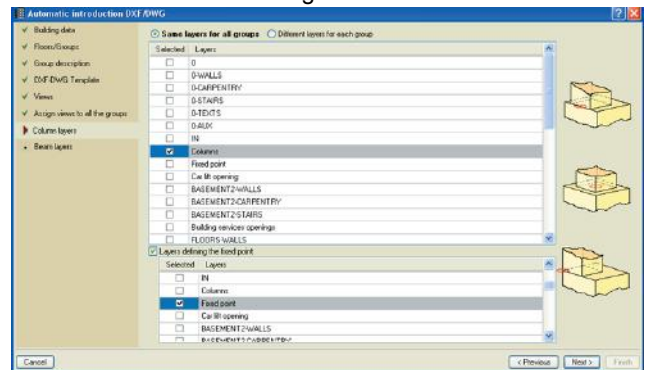 Automatic introduction DXF/DWG
Building data
Floors/Groups
Group description
DXF-DWG Template
Views
Assign views to all the groups
Column layers
Beam layers
Same layers for all groups Different layers for each group
Selected Layers
0
0-WALLS
0-CARPENTRY
0-STAIRS
0-TEXTS
0-AUX
IN
Columns
Fixed point
Car lift opening
BASEMENT2-WALLS
BASEMENT2-CARPENTRY
BASEMENT2-STAIRS
Building services openings
FLOORS-WALLS
Layers defining the fixed point
Selected Layers
IN
Columns
Fixed point
Car lift opening
BASEMENT2-WALLS
BASEMENT2-CARPENTRY
Cancel < Previous Next > Finish